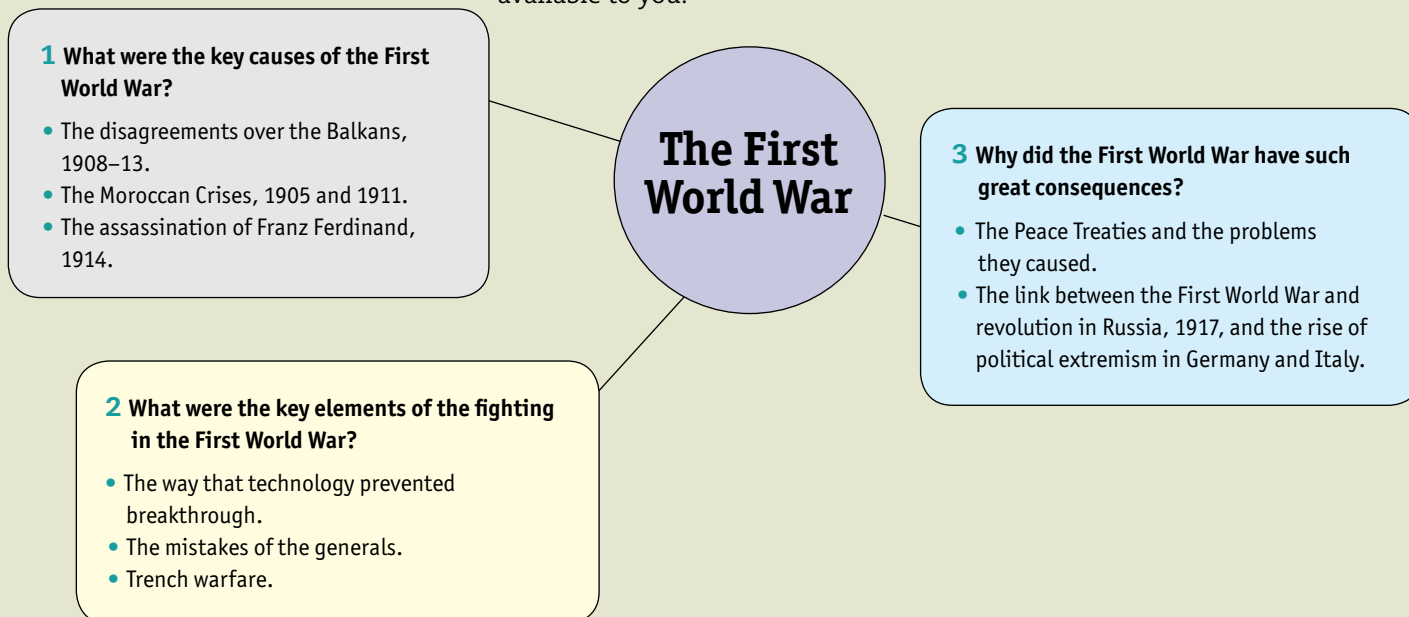 available to you.
The First
World War
1 What were the key causes of the First
World War?
• The disagreements over the Balkans,
1908–13.
• The Moroccan Crises, 1905 and 1911.
• The assassination of Franz Ferdinand,
1914.
2 What were the key elements of the fighting
in the First World War?
• The way that technology prevented
breakthrough.
• The mistakes of the generals.
• Trench warfare.
3 Why did the First World War have such
great consequences?
• The Peace Treaties and the problems
they caused.
• The link between the First World War and
revolution in Russia, 1917, and the rise of
political extremism in Germany and Italy.